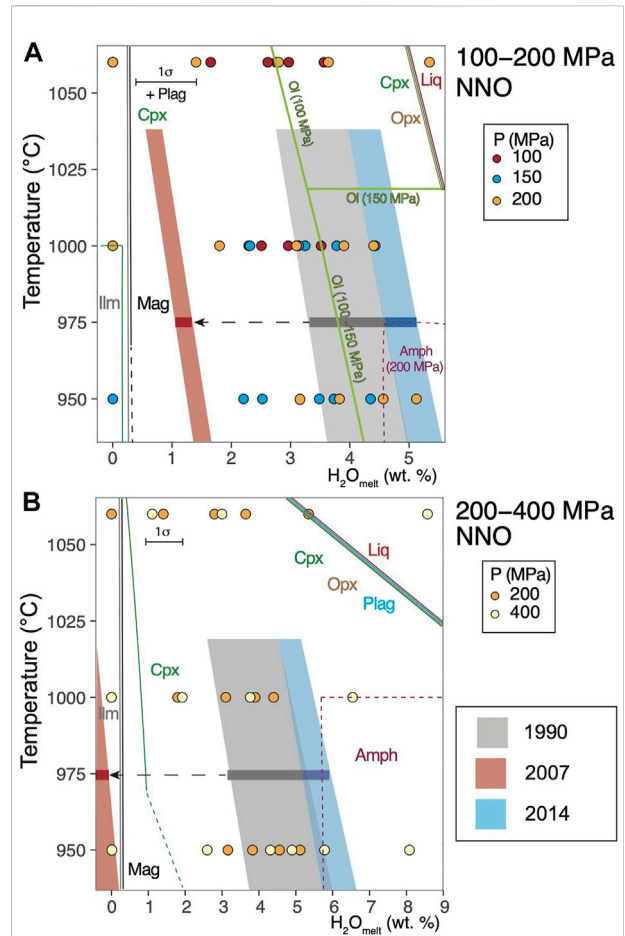 A
100–200 MPa
NNO
P (MPa)
100
150
200
1σ
+ Plag
Cpx
Ol (100 MPa)
Cpx
Liq
Opx
Ol (150 MPa)
Ol (100–150 MPa)
Ilm
Mag
Amph
(200 MPa)
Temperature (°C)
1050
1025
1000
975
950
0
1
2
3
4
5
H₂Omelt (wt. %)
B
200–400 MPa
NNO
P (MPa)
200
400
1σ
Liq
Cpx
Opx
Plag
Cpx
Ilm
Amph
Mag
Temperature (°C)
1050
1025
1000
975
950
0
1
2
3
4
5
6
7
8
9
H₂Omelt (wt. %)
1990
2007
2014